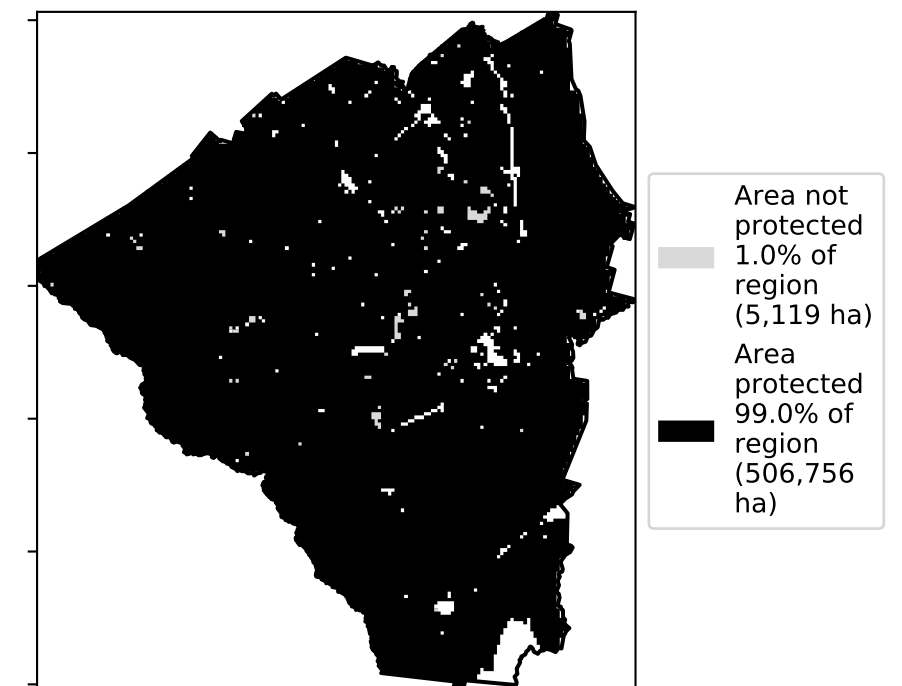 Area not
protected
1.0% of
region
(5,119 ha)
Area
protected
99.0% of
region
(506,756
ha)